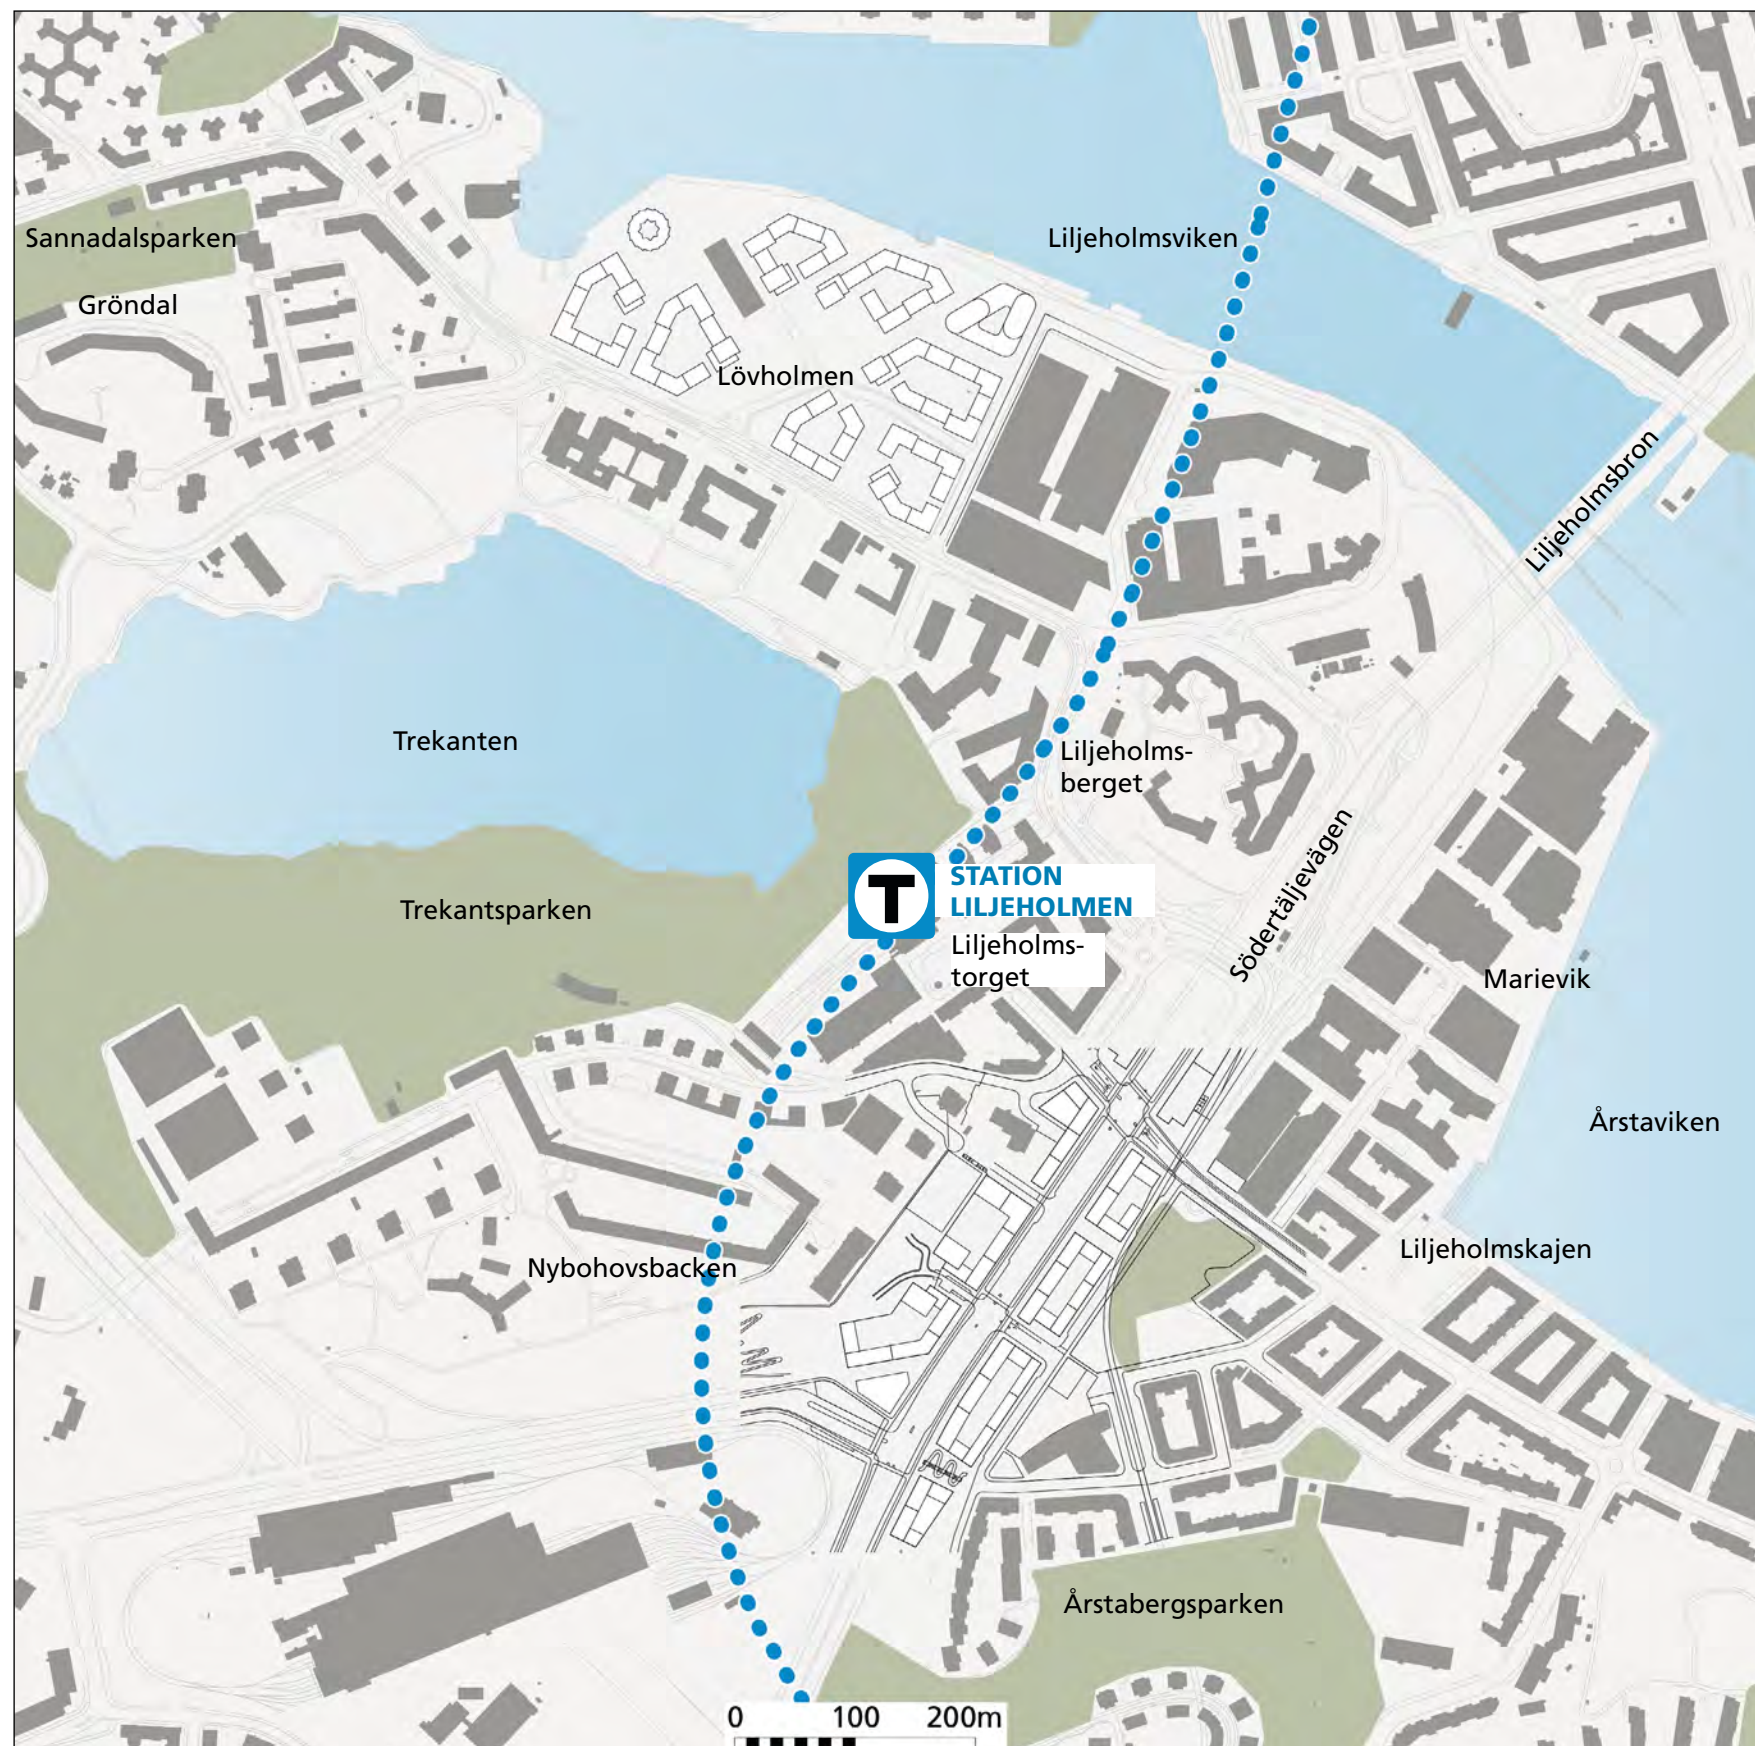 Sannadalsparken
Liljeholmsviken
Gröndal
Lövholmen
Liljeholmsbron
Trekanten
Liljeholms-
berget
Södertäljevägen
T
STATION
LILJEHOLMEN
Trekantsparken
Liljeholms-
torget
Marievik
Årstaviken
Liljeholmskajen
Nybohovsbacken
Årstabergsparken
0 100 200m